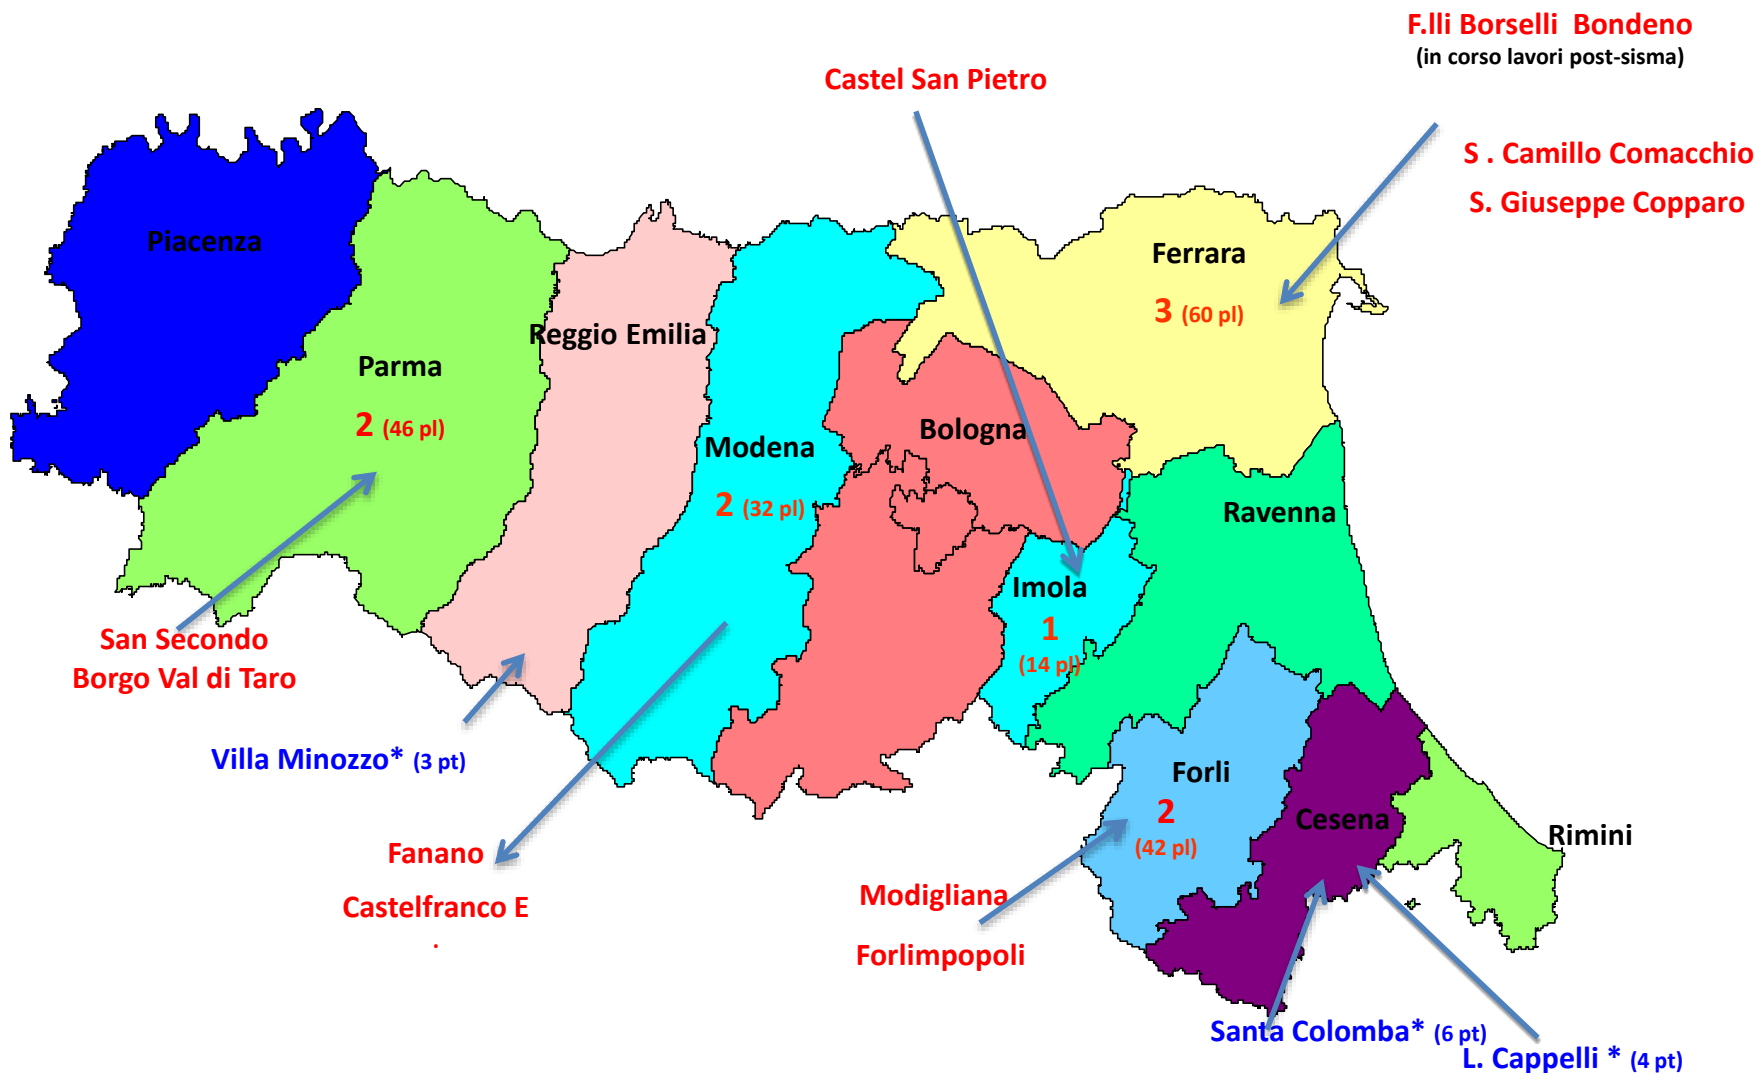 F.lli Borselli Bondeno
(in corso lavori post-sisma)
Castel San Pietro
S . Camillo Comacchio
S. Giuseppe Copparo
Piacenza
Ferrara
3 (60 pl)
Reggio Emilia
Parma
2 (46 pl)
Bologna
Modena
2 (32 pl)
Ravenna
Imola
1
(14 pl)
San Secondo
Borgo Val di Taro
Villa Minozzo* (3 pt)
Forli
2
(42 pl)
Cesena
Rimini
Fanano
Castelfranco E
.
Modigliana
Forlimpopoli
Santa Colomba* (6 pt)
L. Cappelli * (4 pt)